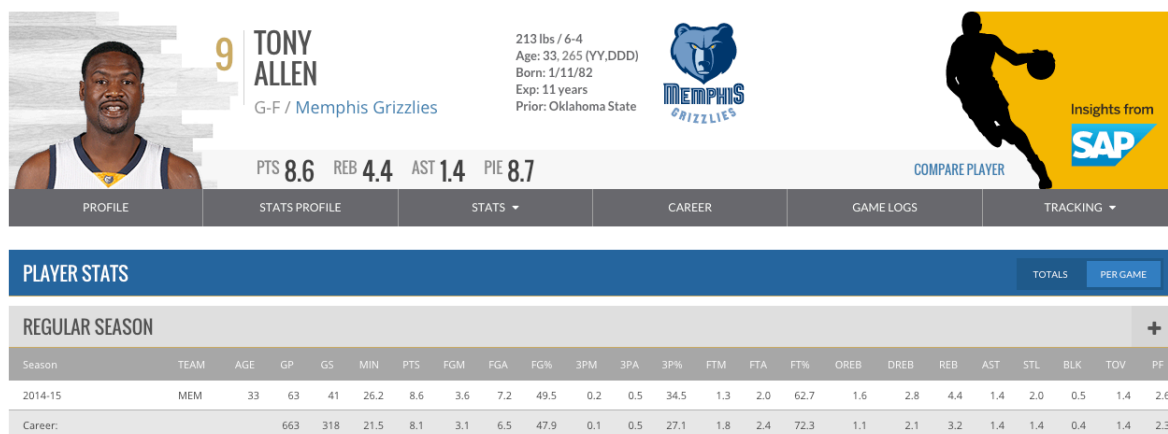 9
TONY
ALLEN
G-F / Memphis Grizzlies
213 lbs / 6-4
Age: 33, 265 (YY,DDD)
Born: 1/11/82
Exp: 11 years
Prior: Oklahoma State
MEMPHIS
GRIZZLIES
Insights from
SAP
PTS 8.6 REB 4.4 AST 1.4 PIE 8.7
COMPARE PLAYER
PROFILE STATS PROFILE STATS CAREER GAME LOGS TRACKING
PLAYER STATS TOTALS PER GAME
REGULAR SEASON +
Season TEAM AGE GP GS MIN PTS FGM FGA FG% 3PM 3PA 3P% FTM FTA FT% OREB DREB REB AST STL BLK TOV PF
2014-15 MEM 33 63 41 26.2 8.6 3.6 7.2 49.5 0.2 0.5 34.5 1.3 2.0 62.7 1.6 2.8 4.4 1.4 2.0 0.5 1.4 2.6
Career: 663 318 21.5 8.1 3.1 6.5 47.9 0.1 0.5 27.1 1.8 2.4 72.3 1.1 2.1 3.2 1.4 1.4 0.4 1.4 2.3